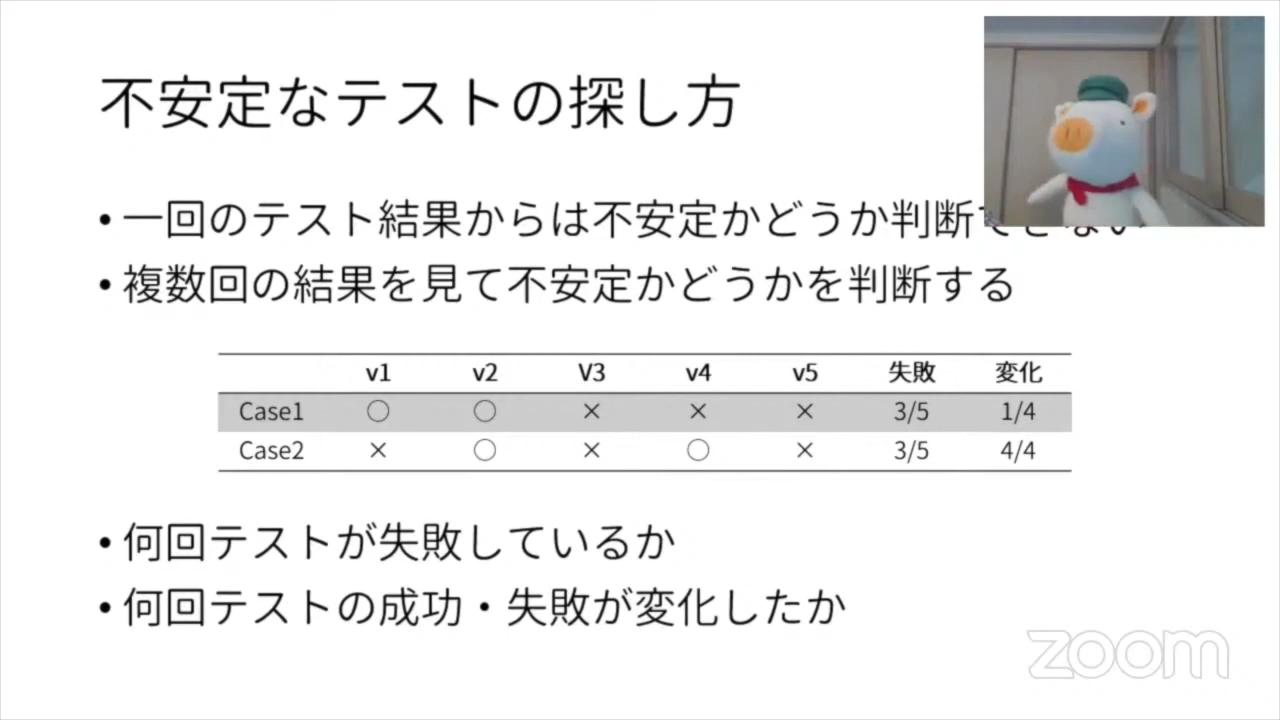 不安定なテストの探し方
• 一回のテスト結果からは不安定かどうか判断できない
• 複数回の結果を見て不安定かどうかを判断する
v1 v2 V3 v4 v5 失敗 変化
Case1 ○ ○ × × × 3/5 1/4
Case2 × ○ × ○ × 3/5 4/4
• 何回テストが失敗しているか
• 何回テストの成功・失敗が変化したか
zoom